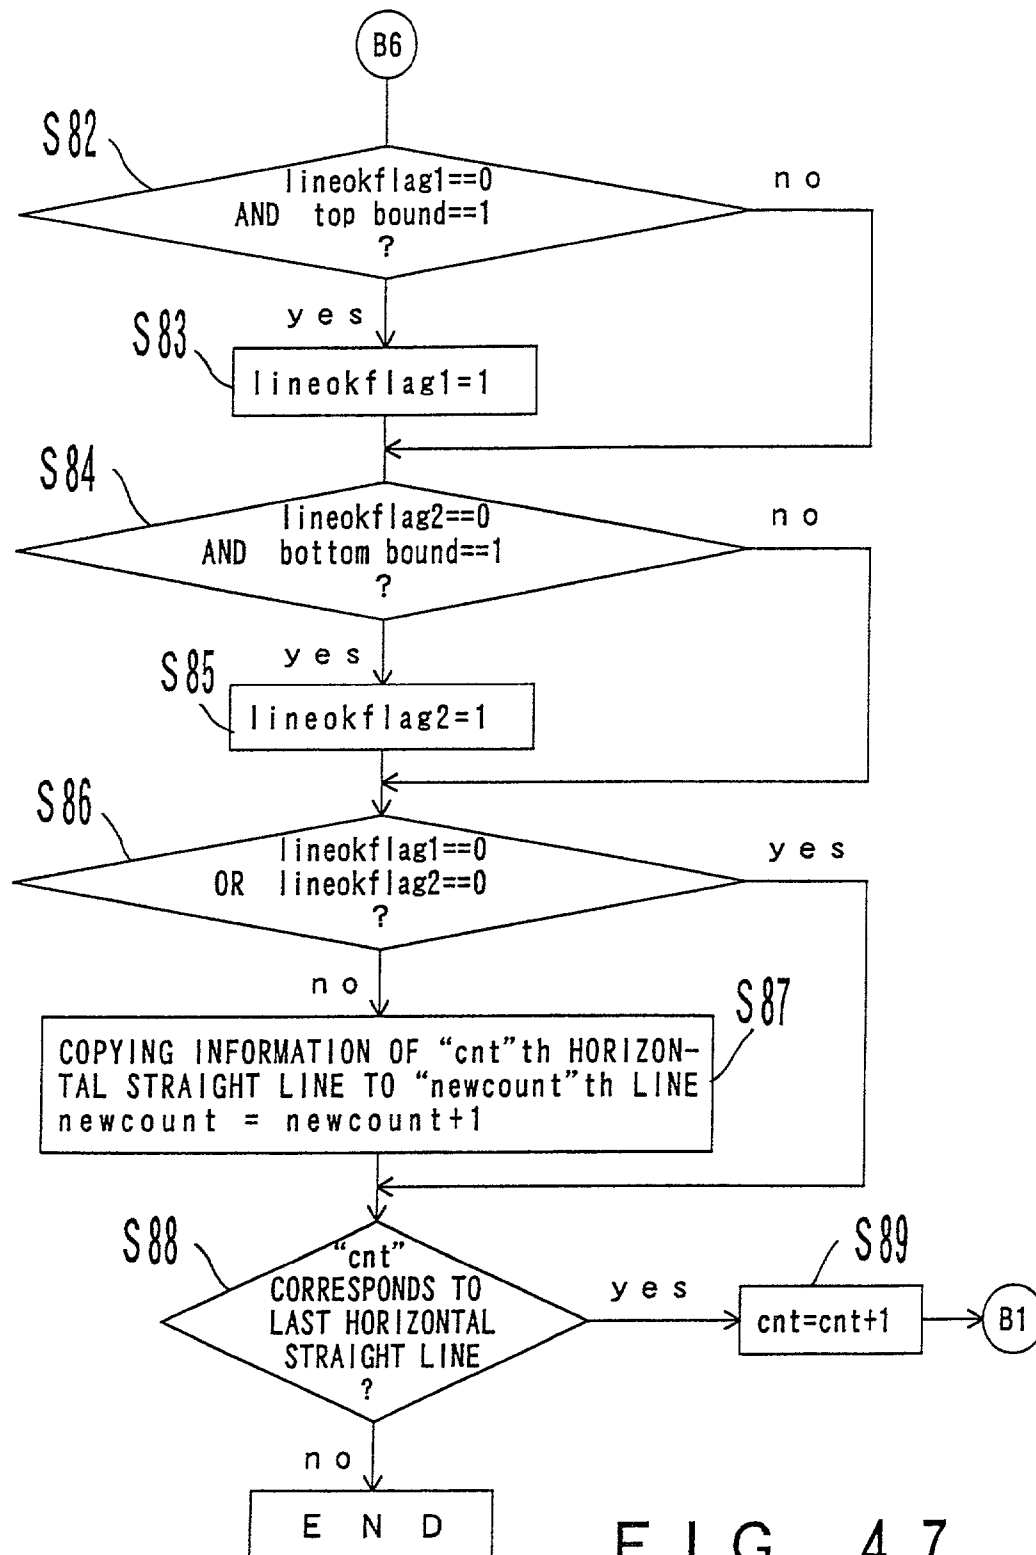 B6
S82
lineokflag1==0
AND top bound==1
?
no
yes
S83
lineokflag1=1
S84
lineokflag2==0
AND bottom bound==1
?
no
yes
S85
lineokflag2=1
S86
lineokflag1==0
OR lineokflag2==0
?
yes
no
S87
COPYING INFORMATION OF “cnt”th HORIZON-
TAL STRAIGHT LINE TO “newcount”th LINE
newcount = newcount+1
S88
“cnt”
CORRESPONDS TO
LAST HORIZONTAL
STRAIGHT LINE
?
yes
S89
cnt=cnt+1
B1
no
END
FIG. 47